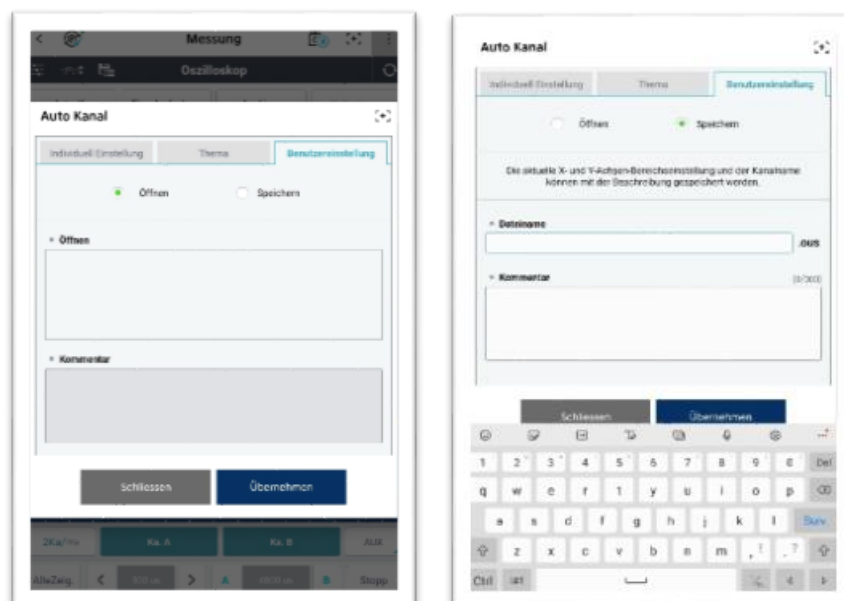 Messung
Oszilloskop
Auto Kanal
Individuell Einstellung
Thema
Benutzereinstellung
Öffnen
Speichern
* Öffnen
* Kommentar
Schliessen
Übernehmen
Ka. A
Ka. B
AUX
AlleZeig.
A
B
Stopp
Auto Kanal
Individuell Einstellung
Thema
Benutzereinstellung
Öffnen
Speichern
Die aktuelle X- und Y-Achsen-Bereichseinstellung und der Kanalname
können mit der Beschreibung gespeichert werden.
* Dateiname
.ous
* Kommentar
(0/300)
Schliessen
Übernehmen
1 2 3 4 5 6 7 8 9 Del
q w e r y u i o p
a s d f g h j k l Suiv.
z x c v b n m , ! . ?
Ctrl